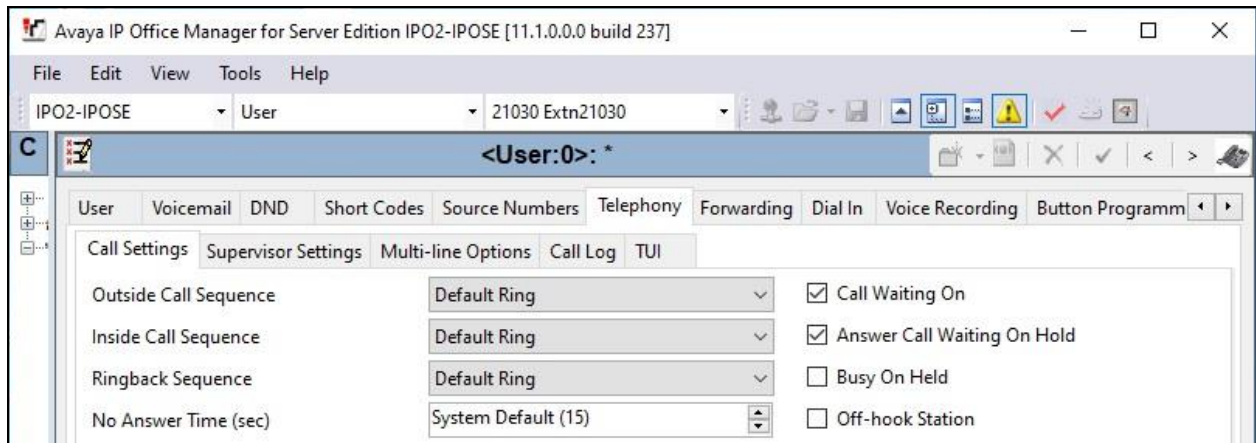 Avaya IP Office Manager for Server Edition IPO2-IPOSE [11.1.0.0.0 build 237]
File Edit View Tools Help
IPO2-IPOSE User 21030 Extn21030
C <User:0>: *
User Voicemail DND Short Codes Source Numbers Telephony Forwarding Dial In Voice Recording Button Programm
Call Settings Supervisor Settings Multi-line Options Call Log TUI
Outside Call Sequence Default Ring Call Waiting On
Inside Call Sequence Default Ring Answer Call Waiting On Hold
Ringback Sequence Default Ring Busy On Held
No Answer Time (sec) System Default (15) Off-hook Station